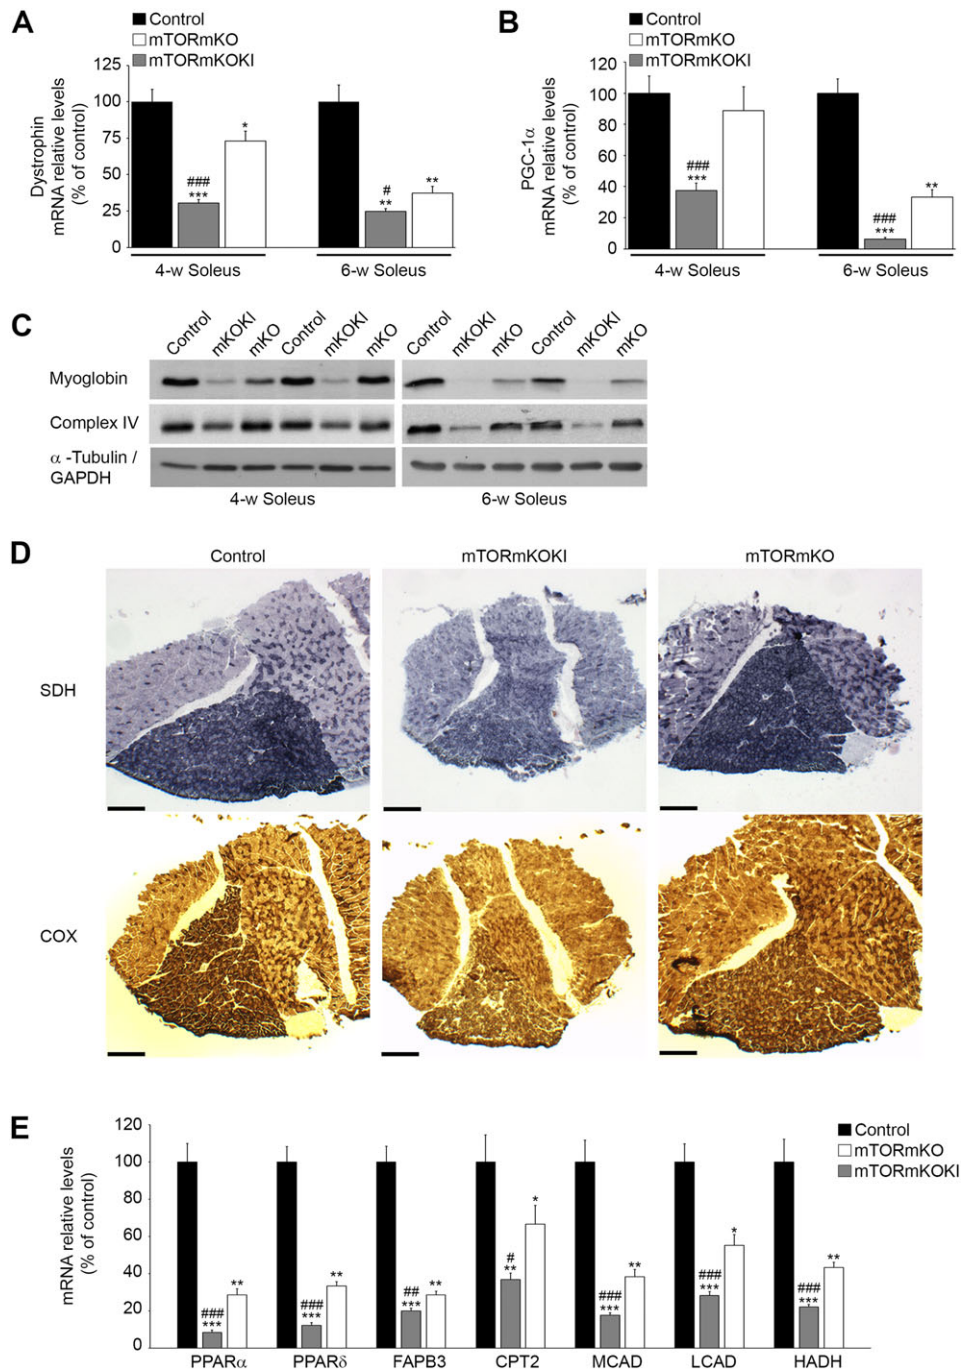 A
Control
mTORmKO
mTORmKOKI
Dystrophin
mRNA relative levels
(% of control)
125
100
75
50
25
0
###
***
*
#
**
**
4-w Soleus
6-w Soleus
B
Control
mTORmKO
mTORmKOKI
PGC-1α
mRNA relative levels
(% of control)
120
100
80
60
40
20
0
###
***
###
***
**
4-w Soleus
6-w Soleus
C
Control mKOKI mKO Control mKOKI mKO Control mKOKI mKO Control mKOKI mKO
Myoglobin
Complex IV
α -Tubulin /
GAPDH
4-w Soleus
6-w Soleus
D
Control
mTORmKOKI
mTORmKO
SDH
COX
E
Control
mTORmKO
mTORmKOKI
mRNA relative levels
(% of control)
120
100
80
60
40
20
0
###
***
**
###
***
**
##
***
**
#
**
*
###
***
**
###
***
*
###
***
**
PPARα PPARδ FAPB3 CPT2 MCAD LCAD HADH